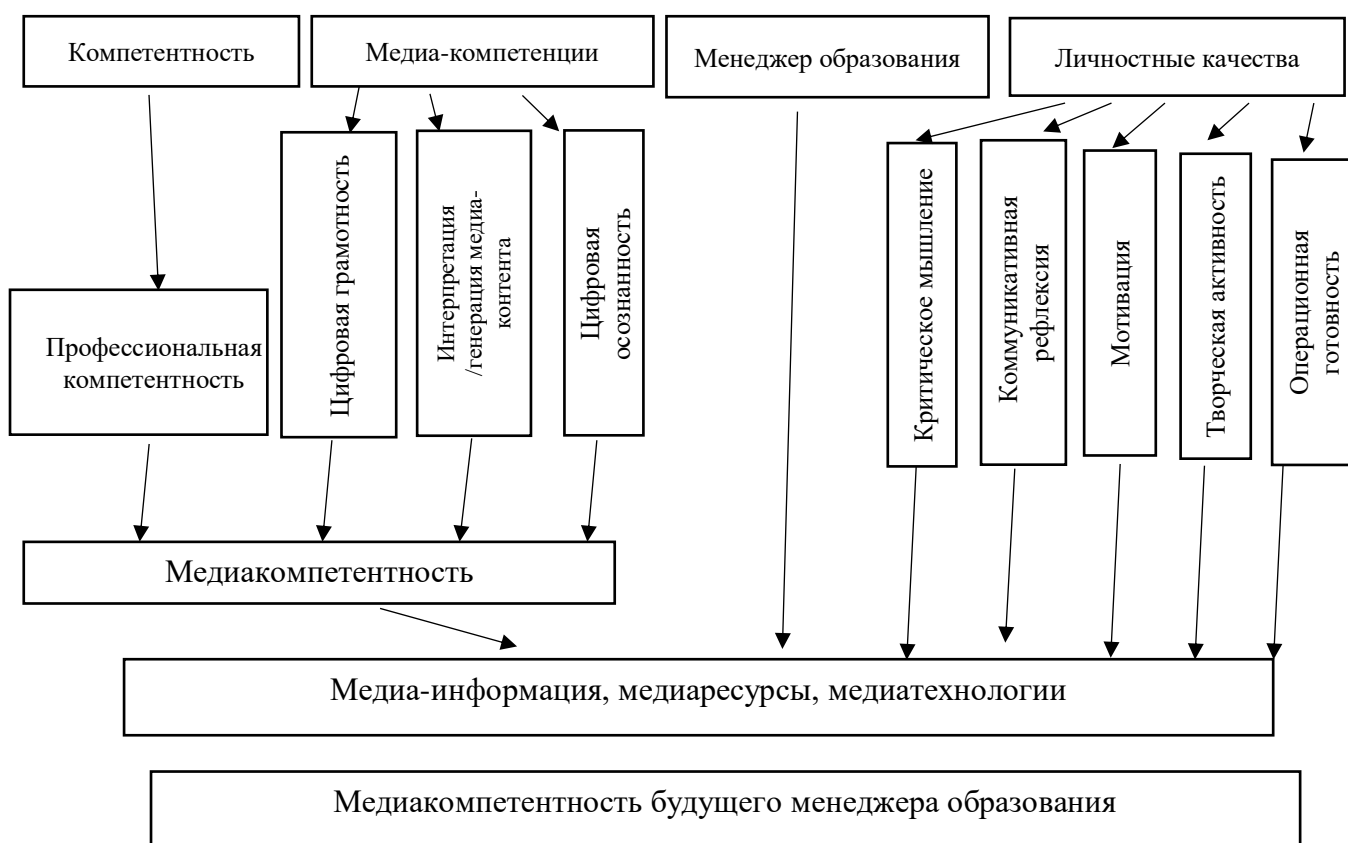 Компетентность
Медиа-компетенции
Менеджер образования
Личностные качества
Профессиональная
компетентность
Цифровая грамотность
Интерпретация
/генерация медиа-
контента
Цифровая
осознанность
Критическое мышление
Коммуникативная
рефлексия
Мотивация
Творческая активность
Операционная
готовность
Медиакомпетентность
Медиа-информация, медиаресурсы, медиатехнологии
Медиакомпетентность будущего менеджера образования